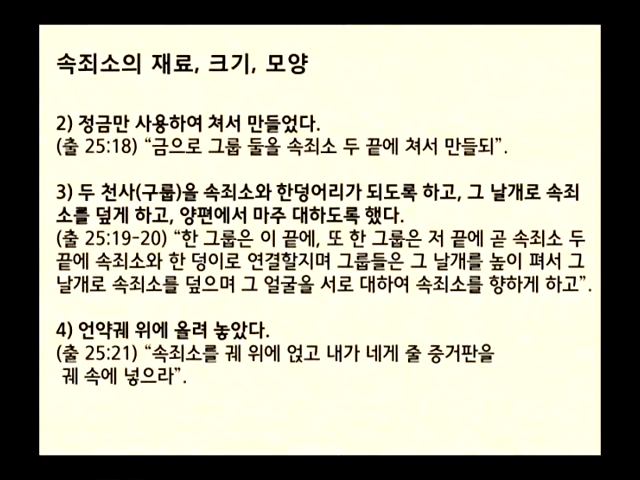 속죄소의 재료, 크기, 모양
2) 정금만 사용하여 쳐서 만들었다.
(출 25:18) “금으로 그룹 둘을 속죄소 두 끝에 쳐서 만들되”.
3) 두 천사(구룹)을 속죄소와 한덩어리가 되도록 하고, 그 날개로 속죄
소를 덮게 하고, 양편에서 마주 대하도록 했다.
(출 25:19-20) “한 그룹은 이 끝에, 또 한 그룹은 저 끝에 곧 속죄소 두
끝에 속죄소와 한 덩이로 연결할지며 그룹들은 그 날개를 높이 펴서 그
날개로 속죄소를 덮으며 그 얼굴을 서로 대하여 속죄소를 향하게 하고”.
4) 언약궤 위에 올려 놓았다.
(출 25:21) “속죄소를 궤 위에 얹고 내가 네게 줄 증거판을
궤 속에 넣으라”.